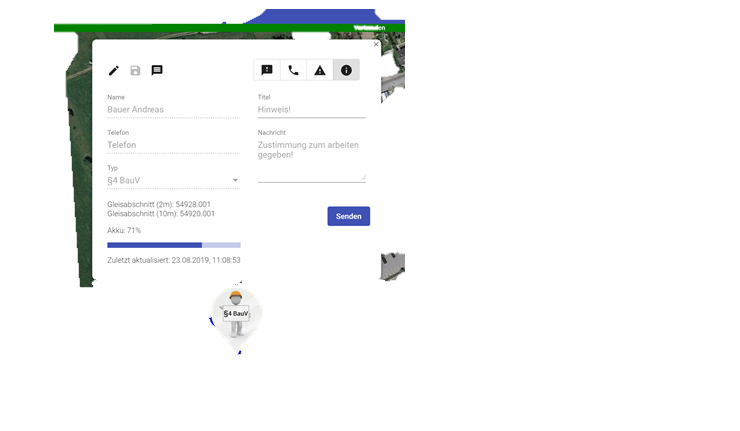 Verbunden
×
Name
Bauer Andreas
Titel
Hinweis!
Telefon
Telefon
Nachricht
Zustimmung zum arbeiten
gegeben!
Typ
§4 BauV
Gleisabschnitt (2m): 54928.001
Gleisabschnitt (10m): 54920.001
Akku: 71%
Senden
Zuletzt aktualisiert: 23.08.2019, 11:08:53
§4 BauV